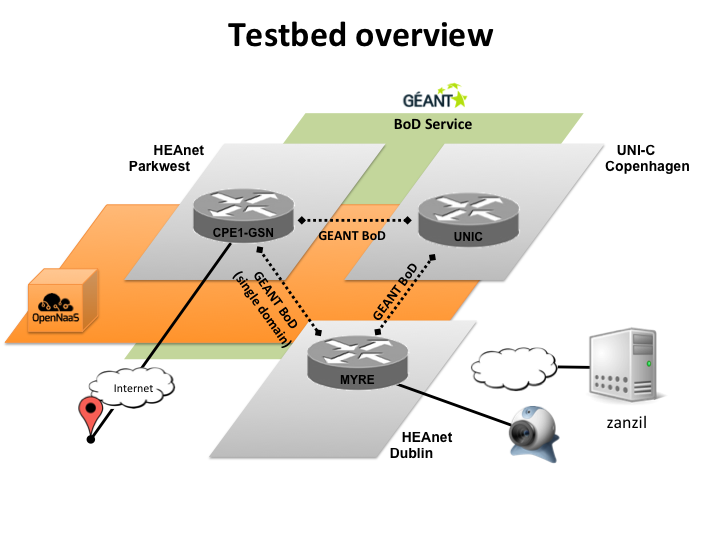 Testbed overview
GÉANT
BoD Service
HEAnet
Parkwest
UNI-C
Copenhagen
CPE1-GSN
UNIC
GEANT BoD
GEANT BoD
(single domain)
GEANT BoD
OpenNaaS
MYRE
Internet
zanzil
HEAnet
Dublin